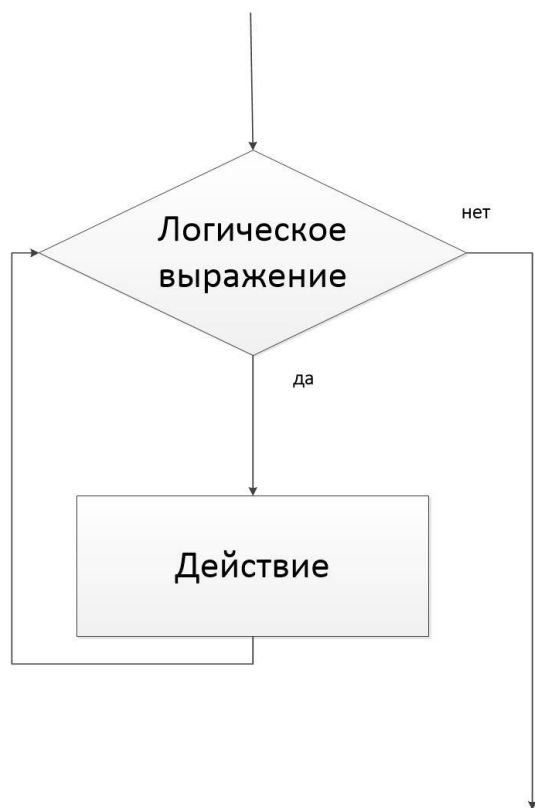 Логическое
выражение
нет
да
Действие